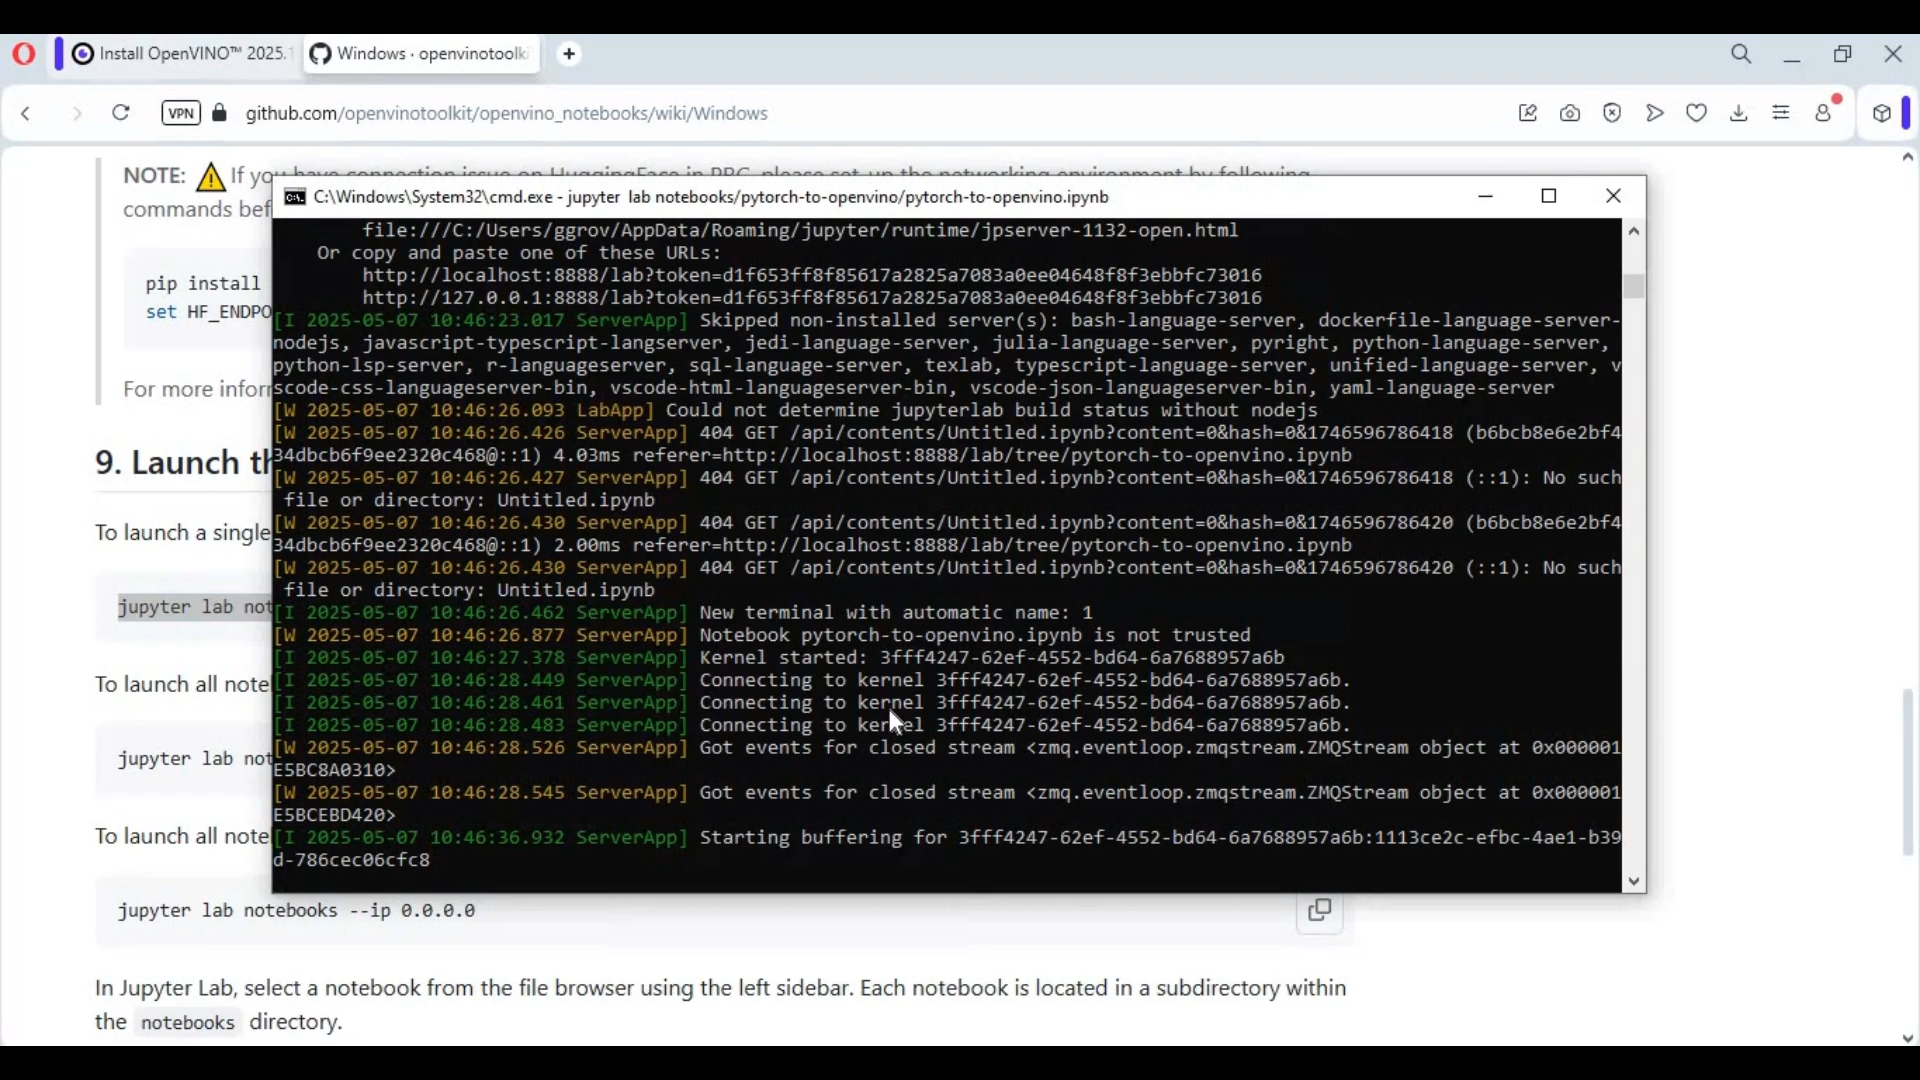 Install OpenVINO™ 2025.
Windows · openvinotoolki
VPN
github.com/openvinotoolkit/openvino_notebooks/wiki/Windows
NOTE: If you have connection issue on HuggingFace in PRC, please set-up the networking environment by following
commands bef
pip install
set HF_ENDPO
For more inforr
9. Launch th
To launch a single
jupyter lab not
To launch all note
jupyter lab not
To launch all note
jupyter lab notebooks --ip 0.0.0.0
In Jupyter Lab, select a notebook from the file browser using the left sidebar. Each notebook is located in a subdirectory within
the notebooks directory.
C:\Windows\System32\cmd.exe - jupyter lab notebooks/pytorch-to-openvino/pytorch-to-openvino.ipynb
file:///C:/Users/ggrov/AppData/Roaming/jupyter/runtime/jpserver-1132-open.html
Or copy and paste one of these URLs:
http://localhost:8888/lab?token=d1f653ff8f85617a2825a7083a0ee04648f8f3ebbfc73016
http://127.0.0.1:8888/lab?token=d1f653ff8f85617a2825a7083a0ee04648f8f3ebbfc73016
[I 2025-05-07 10:46:23.017 ServerApp] Skipped non-installed server(s): bash-language-server, dockerfile-language-server-
nodejs, javascript-typescript-langserver, jedi-language-server, julia-language-server, pyright, python-language-server,
python-lsp-server, r-languageserver, sql-language-server, texlab, typescript-language-server, unified-language-server, v
scode-css-languageserver-bin, vscode-html-languageserver-bin, vscode-json-languageserver-bin, yaml-language-server
[W 2025-05-07 10:46:26.093 LabApp] Could not determine jupyterlab build status without nodejs
[W 2025-05-07 10:46:26.426 ServerApp] 404 GET /api/contents/Untitled.ipynb?content=0&hash=0&1746596786418 (b6bcb8e6e2bf4
34dbcb6f9ee2320c468@::1) 4.03ms referer=http://localhost:8888/lab/tree/pytorch-to-openvino.ipynb
[W 2025-05-07 10:46:26.427 ServerApp] 404 GET /api/contents/Untitled.ipynb?content=0&hash=0&1746596786418 (::1): No such
file or directory: Untitled.ipynb
[W 2025-05-07 10:46:26.430 ServerApp] 404 GET /api/contents/Untitled.ipynb?content=0&hash=0&1746596786420 (b6bcb8e6e2bf4
34dbcb6f9ee2320c468@::1) 2.00ms referer=http://localhost:8888/lab/tree/pytorch-to-openvino.ipynb
[W 2025-05-07 10:46:26.430 ServerApp] 404 GET /api/contents/Untitled.ipynb?content=0&hash=0&1746596786420 (::1): No such
file or directory: Untitled.ipynb
[I 2025-05-07 10:46:26.462 ServerApp] New terminal with automatic name: 1
[W 2025-05-07 10:46:26.877 ServerApp] Notebook pytorch-to-openvino.ipynb is not trusted
[I 2025-05-07 10:46:27.378 ServerApp] Kernel started: 3fff4247-62ef-4552-bd64-6a7688957a6b
[I 2025-05-07 10:46:28.449 ServerApp] Connecting to kernel 3fff4247-62ef-4552-bd64-6a7688957a6b.
[I 2025-05-07 10:46:28.461 ServerApp] Connecting to kernel 3fff4247-62ef-4552-bd64-6a7688957a6b.
[I 2025-05-07 10:46:28.483 ServerApp] Connecting to kernel 3fff4247-62ef-4552-bd64-6a7688957a6b.
[W 2025-05-07 10:46:28.526 ServerApp] Got events for closed stream <zmq.eventloop.zmqstream.ZMQStream object at 0x000001
E5BC8A0310>
[W 2025-05-07 10:46:28.545 ServerApp] Got events for closed stream <zmq.eventloop.zmqstream.ZMQStream object at 0x000001
E5BCEBD420>
[I 2025-05-07 10:46:36.932 ServerApp] Starting buffering for 3fff4247-62ef-4552-bd64-6a7688957a6b:1113ce2c-efbc-4ae1-b39
d-786cec06cfc8